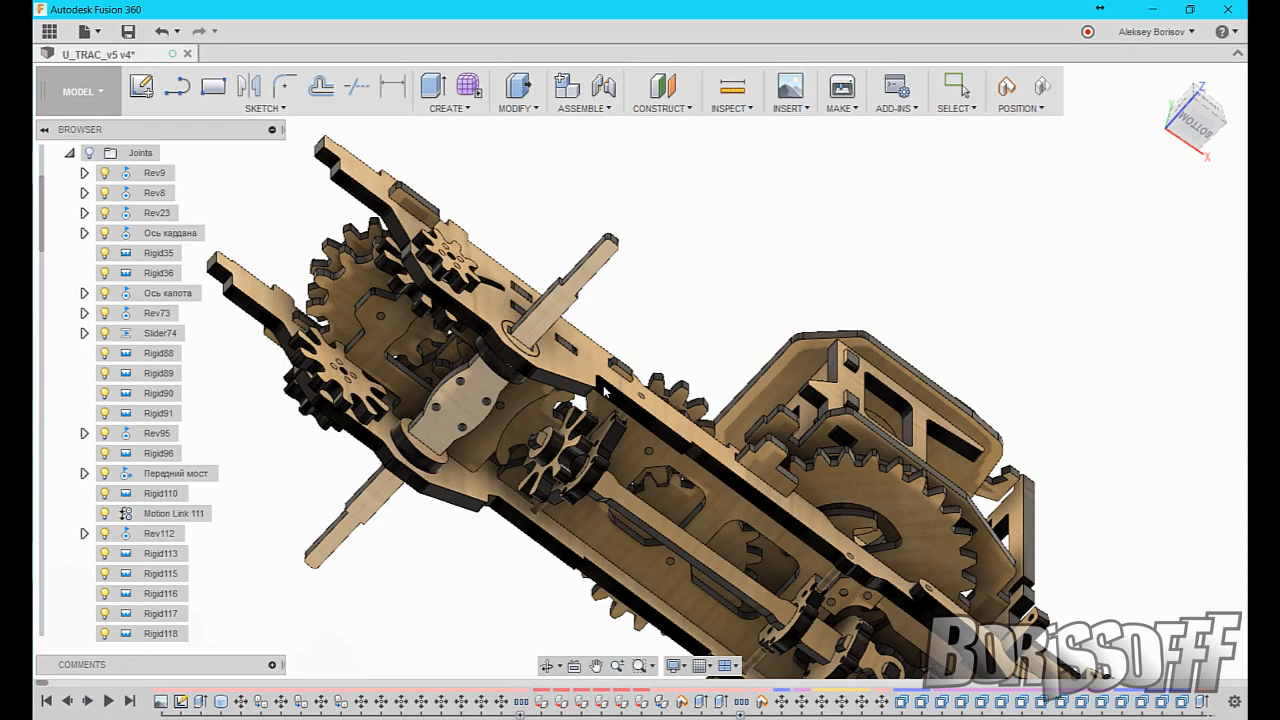 Autodesk Fusion 360
Aleksey Borisov
U_TRAC_v5 v4*
MODEL
SKETCH
CREATE
MODIFY
ASSEMBLE
CONSTRUCT
INSPECT
INSERT
MAKE
ADD-INS
SELECT
POSITION
BROWSER
Z
Y
BOTTOM
X
Joints
Rev9
Rev8
Rev23
Ось кардана
Rigid35
Rigid36
Ось капота
Rev73
Slider74
Rigid88
Rigid89
Rigid90
Rigid91
Rev95
Rigid96
Передний мост
Rigid110
Motion Link 111
Rev112
Rigid113
Rigid115
Rigid116
Rigid117
Rigid118
BORISSOFFF
COMMENTS